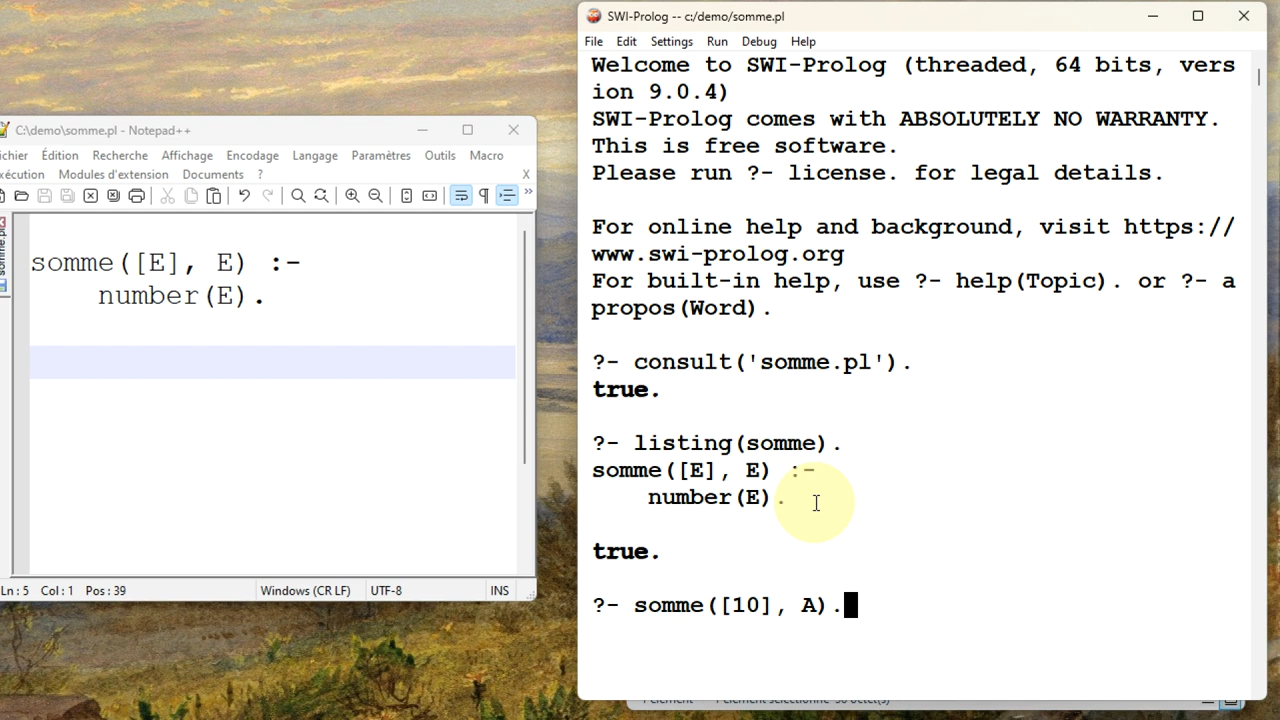 SWI-Prolog -- c:/demo/somme.pl
File Edit Settings Run Debug Help
Welcome to SWI-Prolog (threaded, 64 bits, vers
ion 9.0.4)
SWI-Prolog comes with ABSOLUTELY NO WARRANTY.
This is free software.
Please run ?- license. for legal details.
For online help and background, visit https://
www.swi-prolog.org
For built-in help, use ?- help(Topic). or ?- a
propos(Word).
?- consult('somme.pl').
true.
?- listing(somme).
somme([E], E) :-
number(E).
true.
?- somme([10], A).
C:\demo\somme.pl - Notepad++
ichier Édition Recherche Affichage Encodage Langage Paramètres Outils Macro
xécution Modules d'extension Documents ? X
somme.pl
somme([E], E) :-
number(E).
Ln : 5 Col : 1 Pos : 39 Windows (CR LF) UTF-8 INS